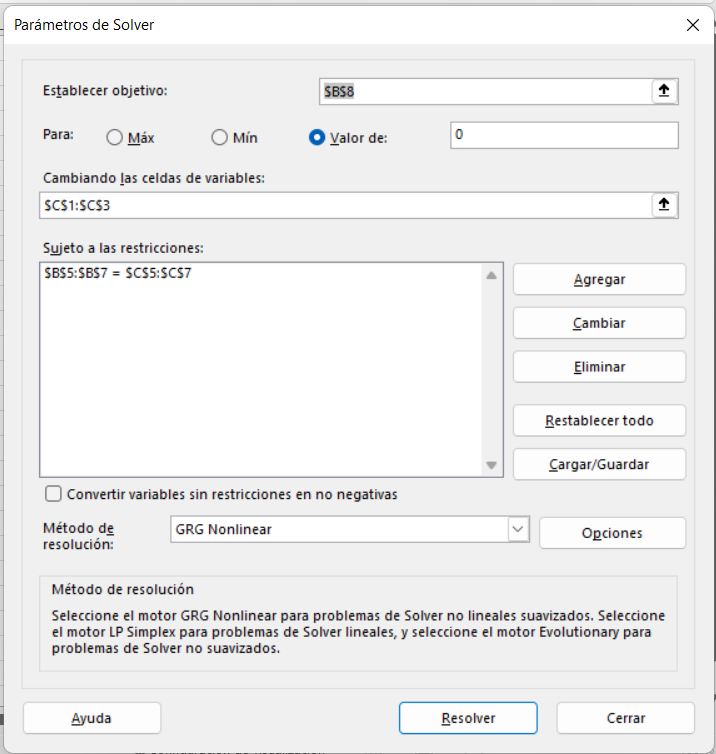 Parámetros de Solver
Establecer objetivo:
$B$8
Para:
Máx
Mín
Valor de:
0
Cambiando las celdas de variables:
$C$1:$C$3
Sujeto a las restricciones:
$B$5:$B$7 = $C$5:$C$7
Agregar
Cambiar
Eliminar
Restablecer todo
Cargar/Guardar
Convertir variables sin restricciones en no negativas
Método de
resolución:
GRG Nonlinear
Opciones
Método de resolución
Seleccione el motor GRG Nonlinear para problemas de Solver no lineales suavizados. Seleccione
el motor LP Simplex para problemas de Solver lineales, y seleccione el motor Evolutionary para
problemas de Solver no suavizados.
Ayuda
Resolver
Cerrar